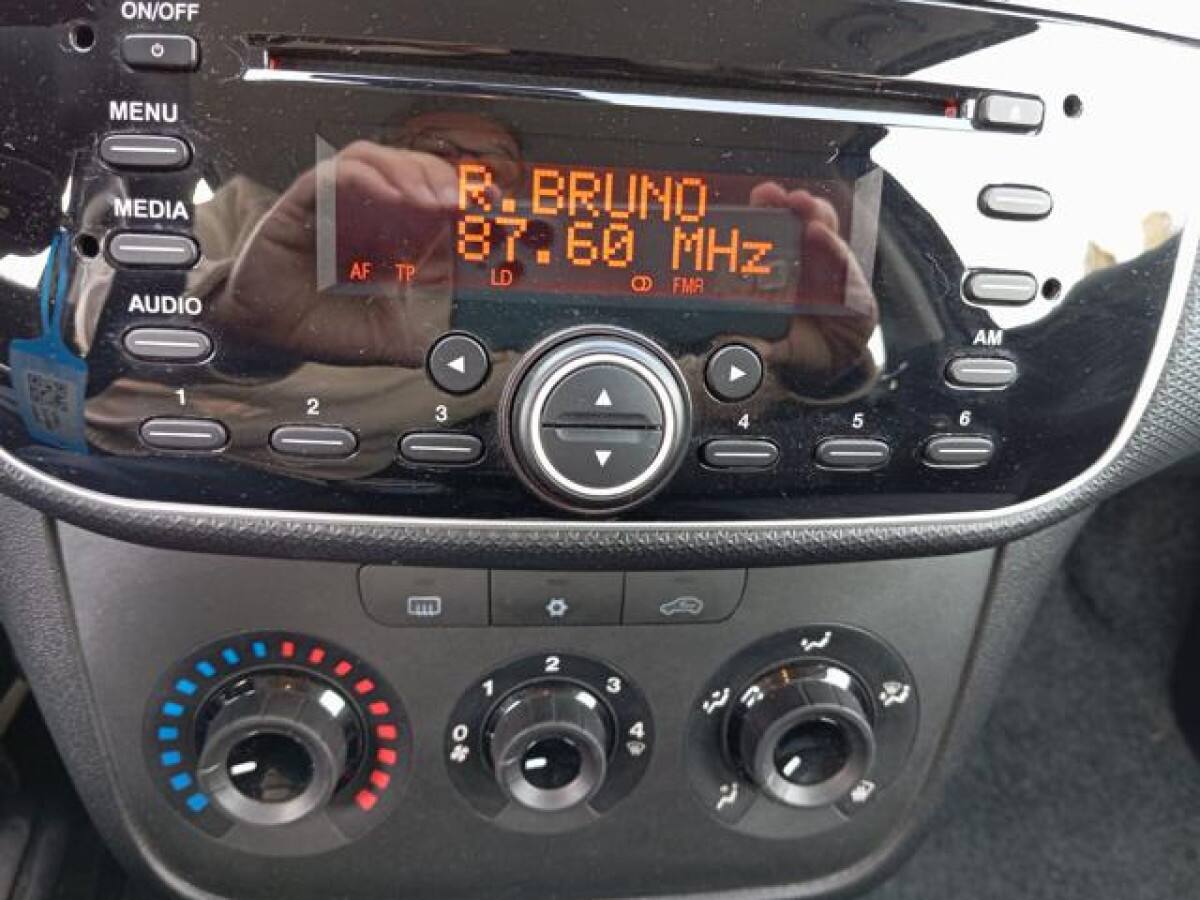 ON/OFF
MENU
MEDIA
AUDIO
R.BRUNO
87.60 MHz
AF TP LD FMA
AM
1 2 3 4 5 6
0 1 2 3 4